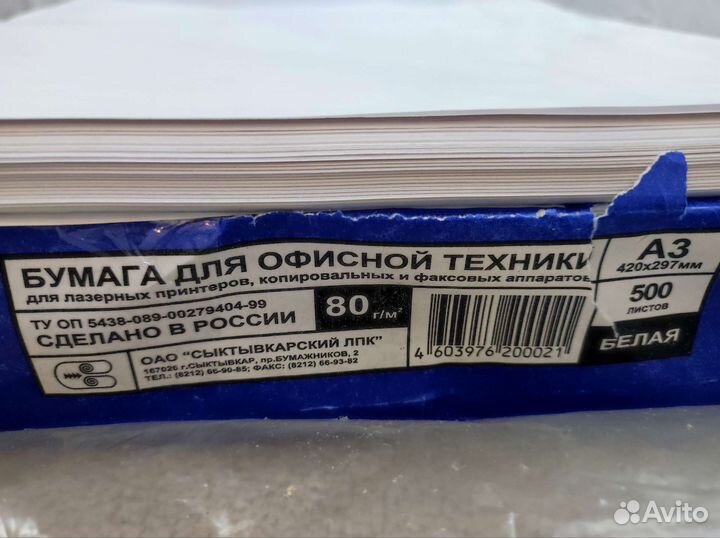 БУМАГА ДЛЯ ОФИСНОЙ ТЕХНИКИ
для лазерных принтеров, копировальных и факсовых аппаратов
ТУ ОП 5438-089-00279404-99
СДЕЛАНО В РОССИИ
80 г/м²
ОАО "СЫКТЫВКАРСКИЙ ЛПК"
167026 г.СЫКТЫВКАР, пр.БУМАЖНИКОВ, 2
ТЕЛ.: (8212) 66-90-85; ФАКС: (8212) 66-93-82
4 603976 200021
А3
420х297мм
500
ЛИСТОВ
БЕЛАЯ
Avito